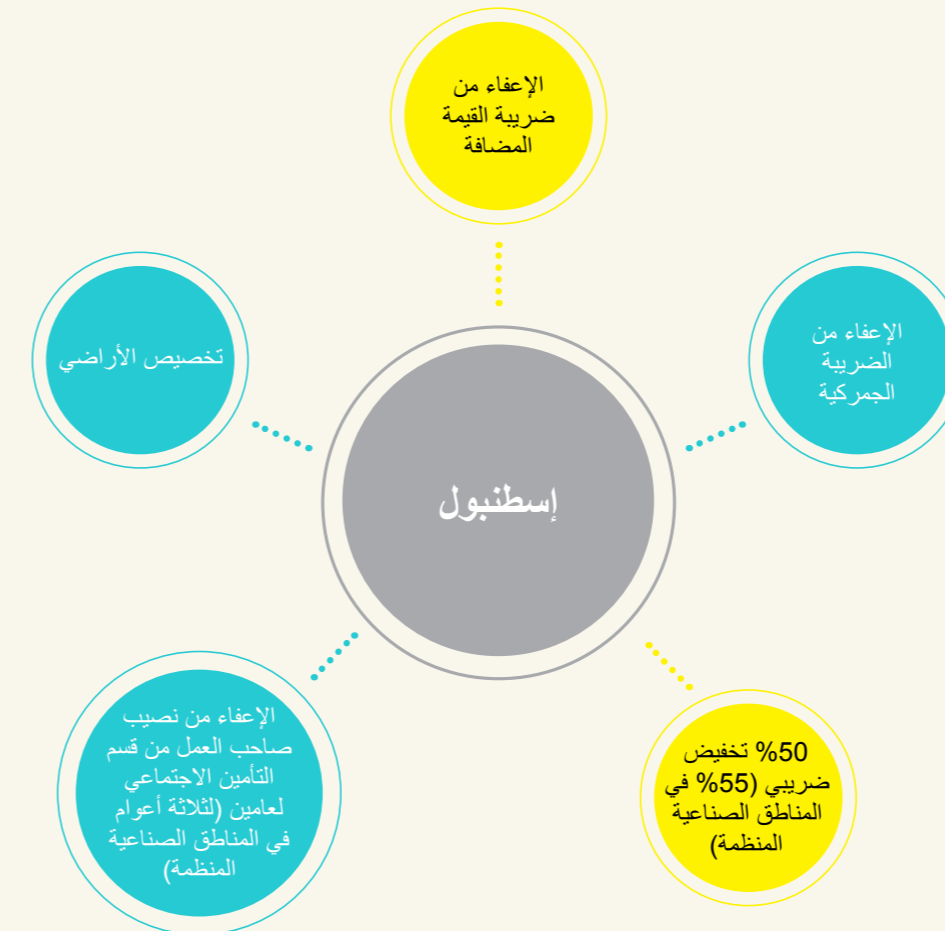 الإعفاء من
ضريبة القيمة
المضافة
الإعفاء من
الضريبة
الجمركية
تخصيص الأراضي
إسطنبول
%50 تخفيض
ضريبي (55% في
المناطق الصناعية
المنظمة)
الإعفاء من نصيب
صاحب العمل من قسم
التأمين الاجتماعي
لعامين (لثلاثة أعوام
في المناطق الصناعية
المنظمة)